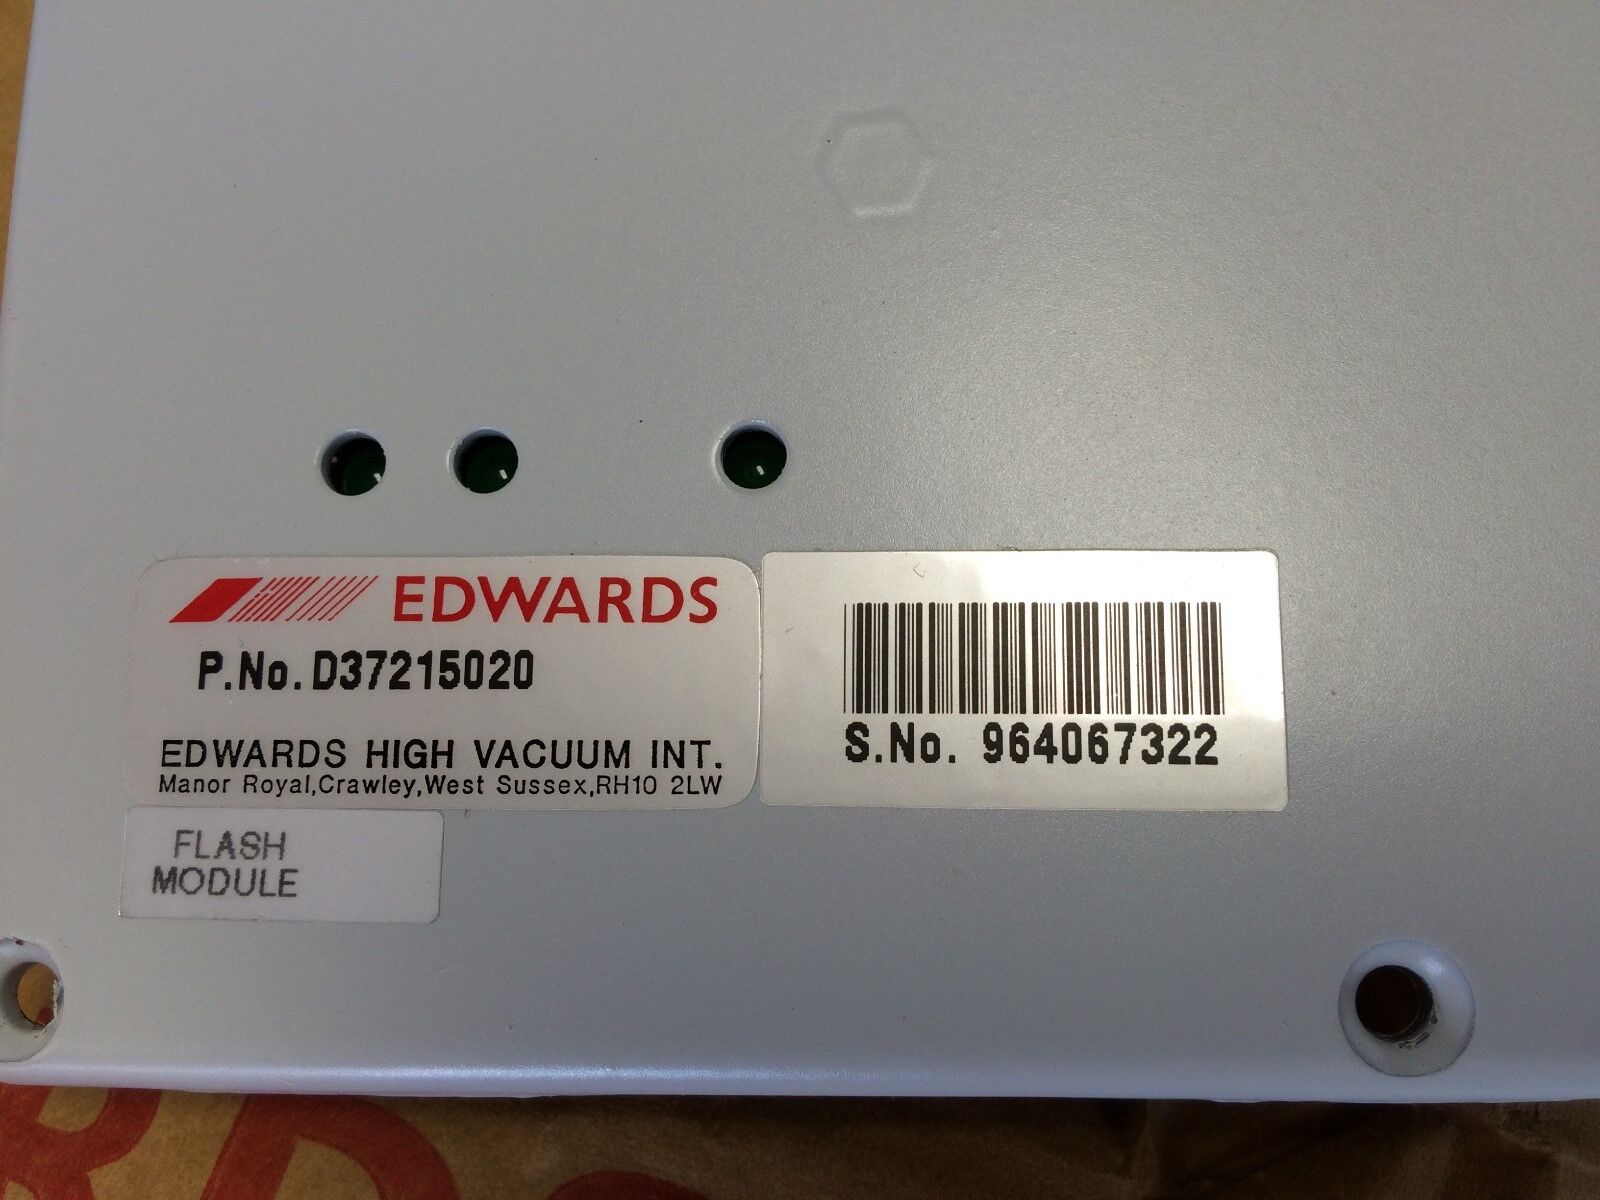 EDWARDS
P.No. D37215020
EDWARDS HIGH VACUUM INT.
Manor Royal,Crawley,West Sussex,RH10 2LW
S.No. 964067322
FLASH
MODULE